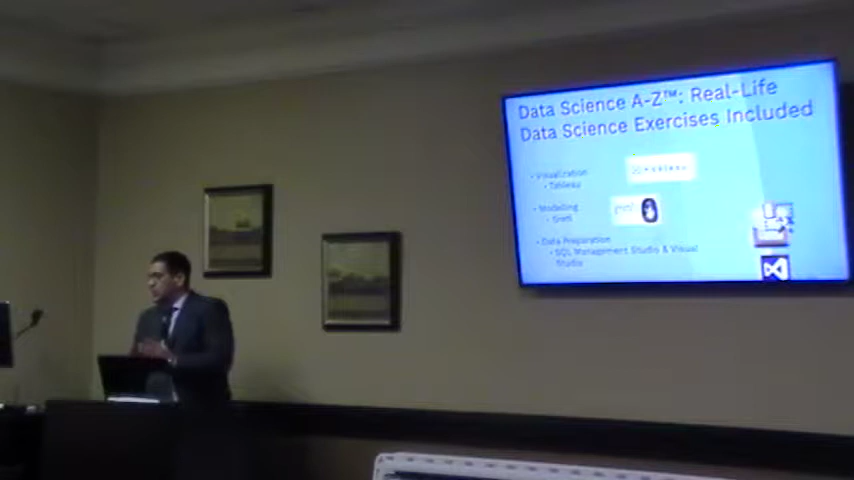 Data Science A-Z™: Real-Life
Data Science Exercises Included
• Visualization
• Tableau
• Modelling
• Gretl
• Data Preparation
• SQL Management Studio & Visual
Studio